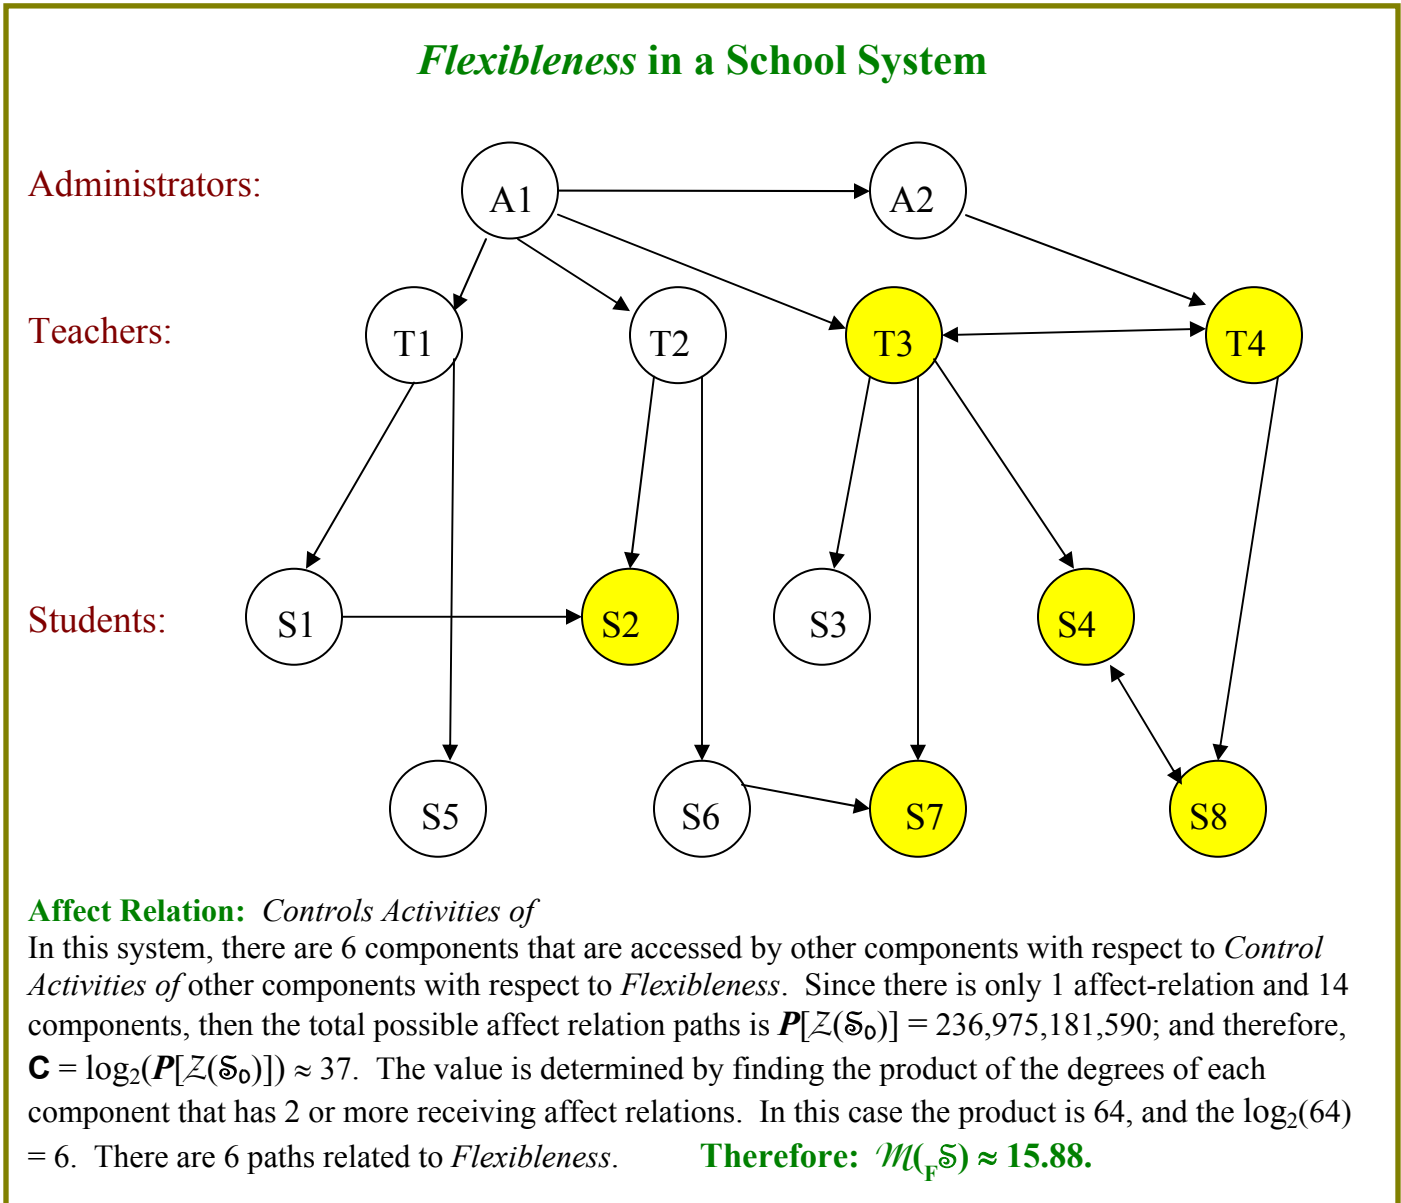 Flexibleness in a School System
Administrators:
A1
A2
Teachers:
T1
T2
T3
T4
Students:
S1
S2
S3
S4
S5
S6
S7
S8
Affect Relation: Controls Activities of
In this system, there are 6 components that are accessed by other components with respect to Control
Activities of other components with respect to Flexibleness. Since there is only 1 affect-relation and 14
components, then the total possible affect relation paths is P[𝒵(𝕊₀)] = 236,975,181,590; and therefore,
C = log₂(P[𝒵(𝕊₀)]) ≈ 37. The value is determined by finding the product of the degrees of each
component that has 2 or more receiving affect relations. In this case the product is 64, and the log₂(64)
= 6. There are 6 paths related to Flexibleness. Therefore: ℳ(F𝕊) ≈ 15.88.